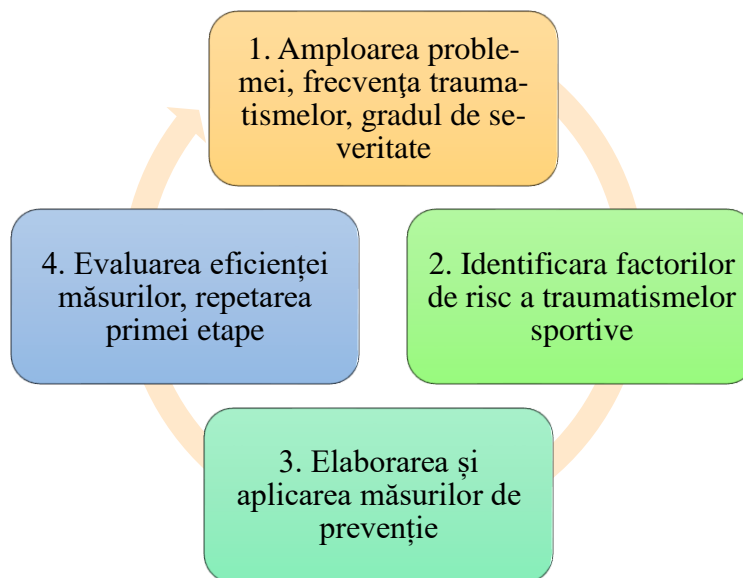 1. Amploarea proble-
mei, frecvenţa trauma-
tismelor, gradul de se-
veritate
2. Identificara factorilor
de risc a traumatismelor
sportive
3. Elaborarea și
aplicarea măsurilor de
prevenție
4. Evaluarea eficienței
măsurilor, repetarea
primei etape